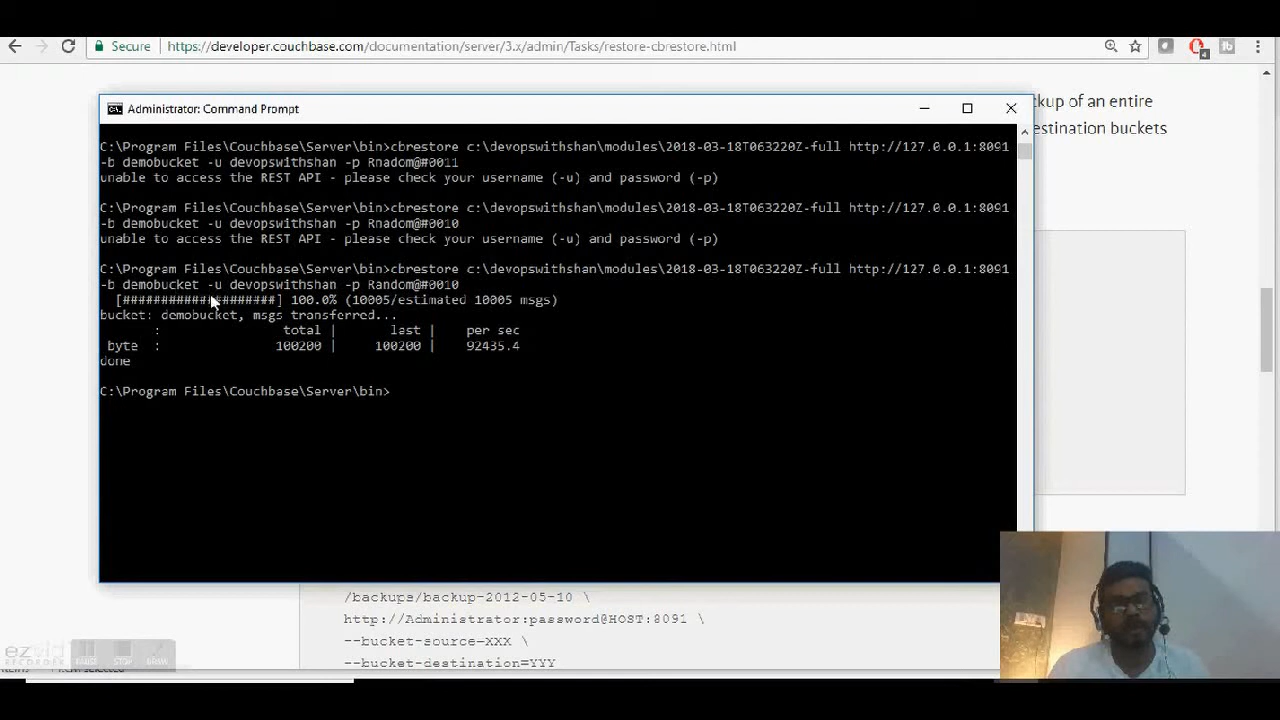 Secure
https://developer.couchbase.com/documentation/server/3.x/admin/Tasks/restore-cbrestore.html
4
kup of an entire
estination buckets
Administrator: Command Prompt
C:\Program Files\Couchbase\Server\bin>cbrestore c:\devopswithshan\modules\2018-03-18T063220Z-full http://127.0.0.1:8091
-b demobucket -u devopswithshan -p Rnadom@#0011
unable to access the REST API - please check your username (-u) and password (-p)
C:\Program Files\Couchbase\Server\bin>cbrestore c:\devopswithshan\modules\2018-03-18T063220Z-full http://127.0.0.1:8091
-b demobucket -u devopswithshan -p Rnadom@#0010
unable to access the REST API - please check your username (-u) and password (-p)
C:\Program Files\Couchbase\Server\bin>cbrestore c:\devopswithshan\modules\2018-03-18T063220Z-full http://127.0.0.1:8091
-b demobucket -u devopswithshan -p Random@#0010
[####################] 100.0% (10005/estimated 10005 msgs)
bucket: demobucket, msgs transferred...
: total | last | per sec
byte : 100200 | 100200 | 92435.4
done
C:\Program Files\Couchbase\Server\bin>
/backups/backup-2012-05-10 \
http://Administrator:password@HOST:8091 \
--bucket-source=XXX \
--bucket-destination=YYY
ezvid
RECORDER
PAUSE
STOP
DRAW